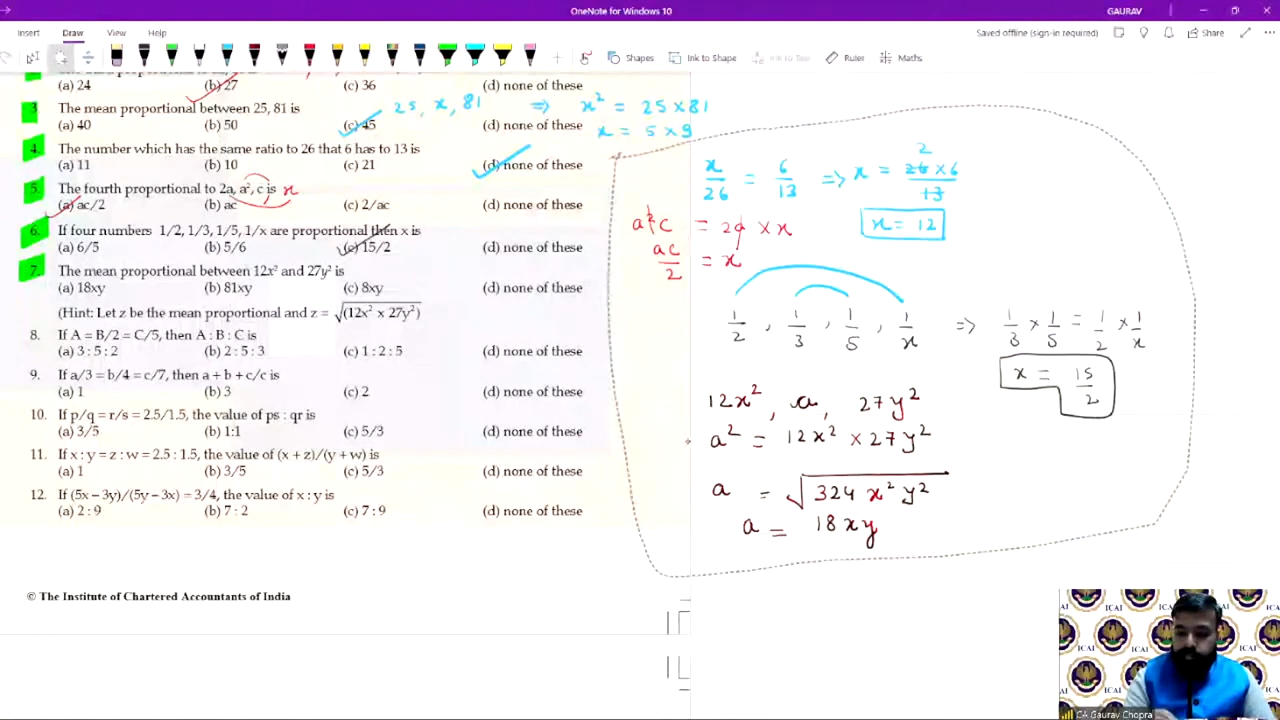 OneNote for Windows 10
GAURAV
Insert Draw View Help
Saved offline (sign-in required)
Share
Shapes
Ink to Shape
Ink to Text
Ruler
Maths
(a) 24 (b) 27 (c) 36 (d) none of these
3 The mean proportional between 25, 81 is
(a) 40 (b) 50 (c) 45 (d) none of these
25, x, 81 ⇒ x² = 25 × 81
x = 5 × 9
4. The number which has the same ratio to 26 that 6 has to 13 is
(a) 11 (b) 10 (c) 21 (d) none of these
5. The fourth proportional to 2a, a², c is x
(a) ac/2 (b) ac (c) 2/ac (d) none of these
6. If four numbers 1/2, 1/3, 1/5, 1/x are proportional then x is
(a) 6/5 (b) 5/6 (c) 15/2 (d) none of these
7. The mean proportional between 12x² and 27y² is
(a) 18xy (b) 81xy (c) 8xy (d) none of these
(Hint: Let z be the mean proportional and z = √(12x² x 27y²)
8. If A = B/2 = C/5, then A : B : C is
(a) 3 : 5 : 2 (b) 2 : 5 : 3 (c) 1 : 2 : 5 (d) none of these
9. If a/3 = b/4 = c/7, then a + b + c/c is
(a) 1 (b) 3 (c) 2 (d) none of these
10. If p/q = r/s = 2.5/1.5, the value of ps : qr is
(a) 3/5 (b) 1:1 (c) 5/3 (d) none of these
11. If x : y = z : w = 2.5 : 1.5, the value of (x + z)/(y + w) is
(a) 1 (b) 3/5 (c) 5/3 (d) none of these
12. If (5x – 3y)/(5y – 3x) = 3/4, the value of x : y is
(a) 2 : 9 (b) 7 : 2 (c) 7 : 9 (d) none of these
© The Institute of Chartered Accountants of India
x/26 = 6/13 ⇒ x = 26 × 6/13
2
x = 12
a²c = 2a × x
ac/2 = x
1/2, 1/3, 1/5, 1/x ⇒ 1/3 × 1/5 = 1/2 × 1/x
x = 15/2
12x², a, 27y²
a² = 12x² × 27y²
a = √324 x² y²
a = 18xy
ICAI
ICAI
ICAI
CA Gaurav Chopra